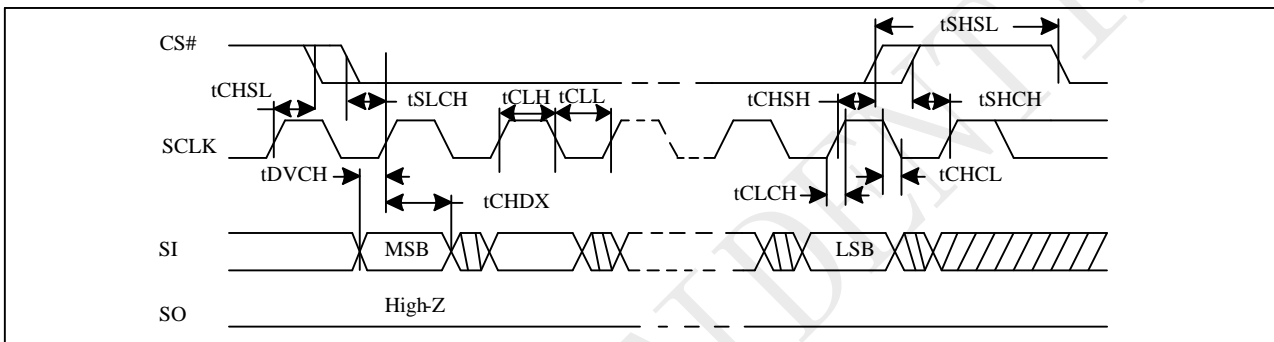 CS#
tSHSL
tCHSL
tSLCH
tCLH
tCLL
tCHSH
tSHCH
SCLK
tDVCH
tCHDX
tCLCH
tCHCL
SI
MSB
LSB
SO
High-Z